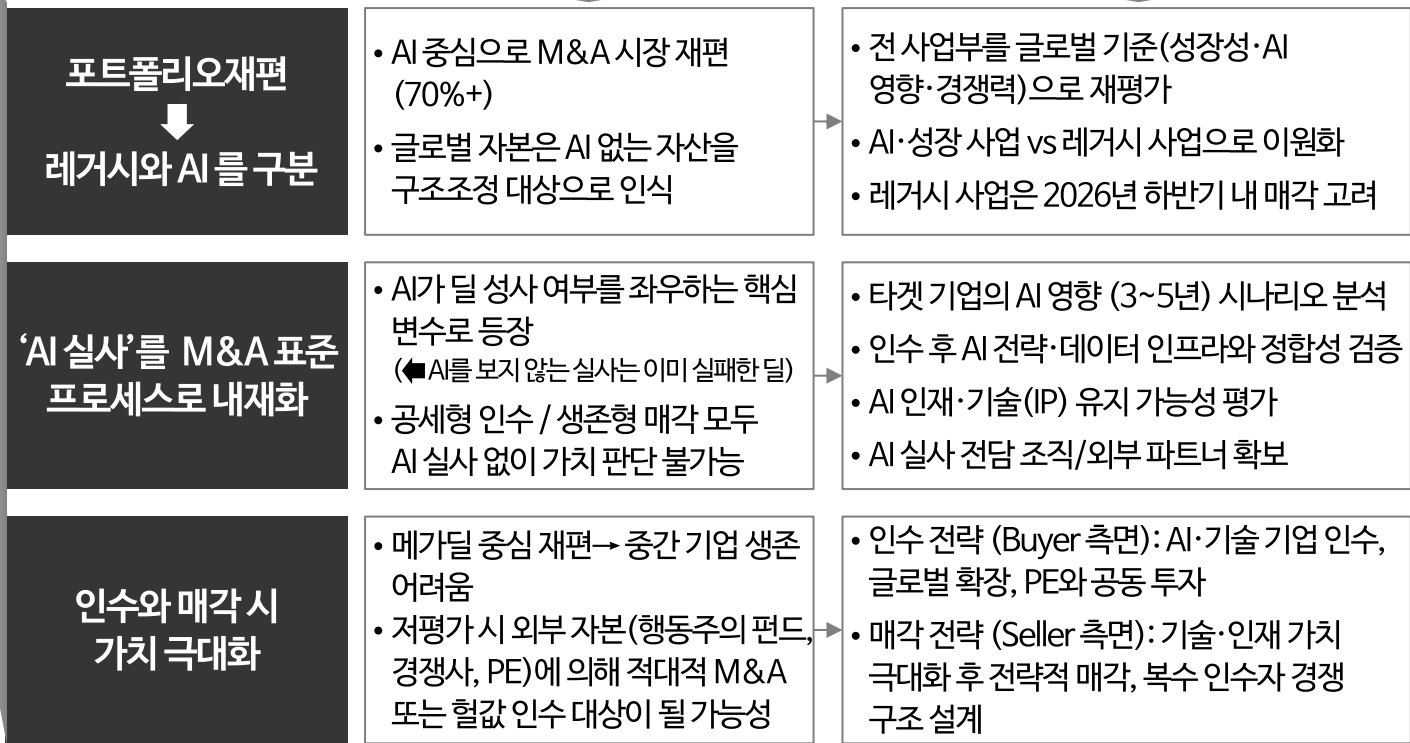 포트폴리오재편
레거시와 AI 를 구분
• AI 중심으로 M&A 시장 재편
(70%+)
• 글로벌 자본은 AI 없는 자산을
구조조정 대상으로 인식
• 전 사업부를 글로벌 기준(성장성·AI
영향·경쟁력)으로 재평가
• AI·성장 사업 vs 레거시 사업으로 이원화
• 레거시 사업은 2026년 하반기 내 매각 고려
‘AI 실사’를 M&A 표준
프로세스로 내재화
• AI가 딜 성사 여부를 좌우하는 핵심
변수로 등장
(🡄 AI를 보지 않는 실사는 이미 실패한 딜)
• 공세형 인수 / 생존형 매각 모두
AI 실사 없이 가치 판단 불가능
• 타겟 기업의 AI 영향 (3~5년) 시나리오 분석
• 인수 후 AI 전략·데이터 인프라와 정합성 검증
• AI 인재·기술(IP) 유지 가능성 평가
• AI 실사 전담 조직/외부 파트너 확보
인수와 매각 시
가치 극대화
• 메가딜 중심 재편→ 중간 기업 생존
어려움
• 저평가 시 외부 자본(행동주의 펀드,
경쟁사, PE)에 의해 적대적 M&A
또는 헐값 인수 대상이 될 가능성
• 인수 전략 (Buyer 측면): AI·기술 기업 인수,
글로벌 확장, PE와 공동 투자
• 매각 전략 (Seller 측면): 기술·인재 가치
극대화 후 전략적 매각, 복수 인수자 경쟁
구조 설계